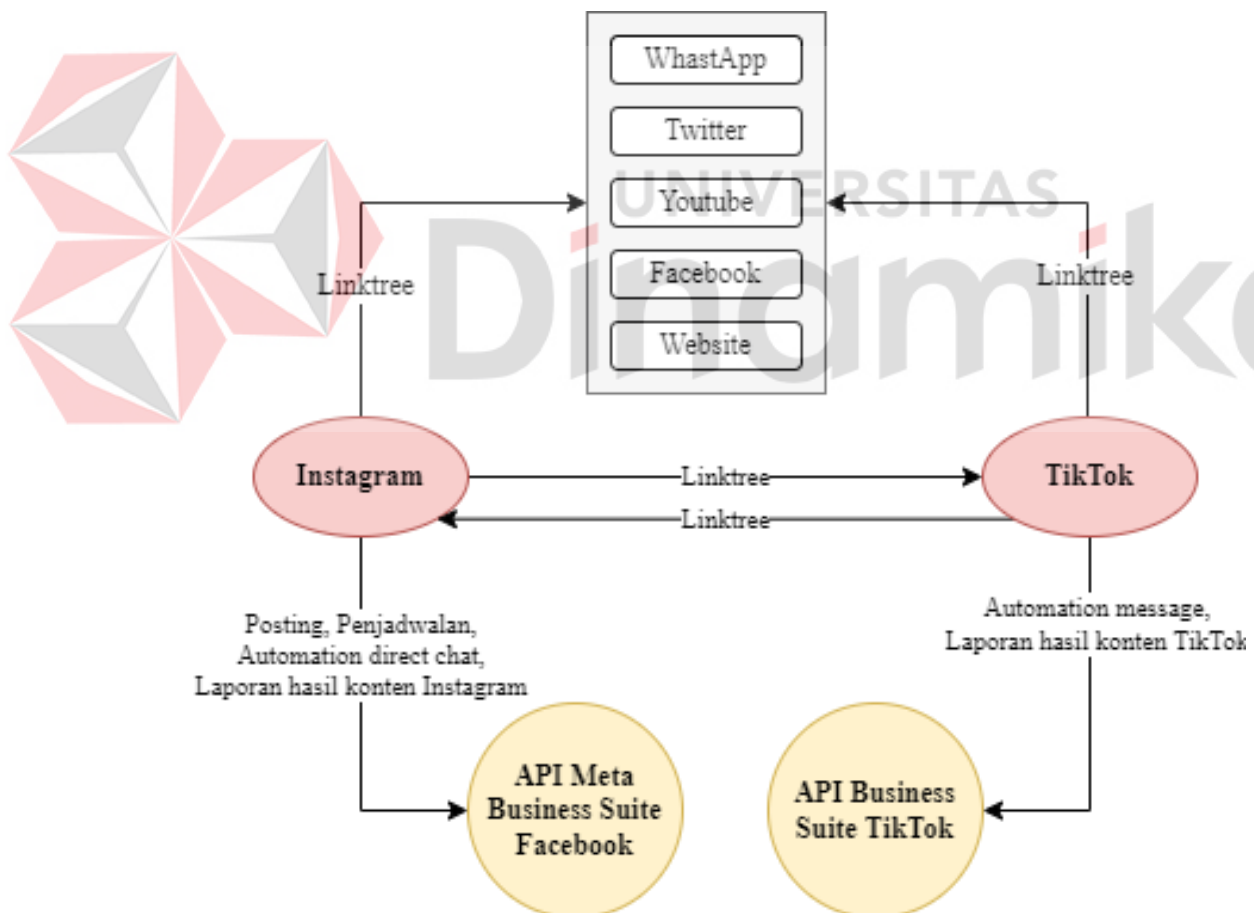 WhastApp
Twitter
UNIVERSITAS
Youtube
Dinamika
Facebook
Website
Linktree
Linktree
Instagram
Linktree
TikTok
Linktree
Posting, Penjadwalan,
Automation direct chat,
Laporan hasil konten Instagram
Automation message,
Laporan hasil konten TikTok
API Meta
Business Suite
Facebook
API Business
Suite TikTok